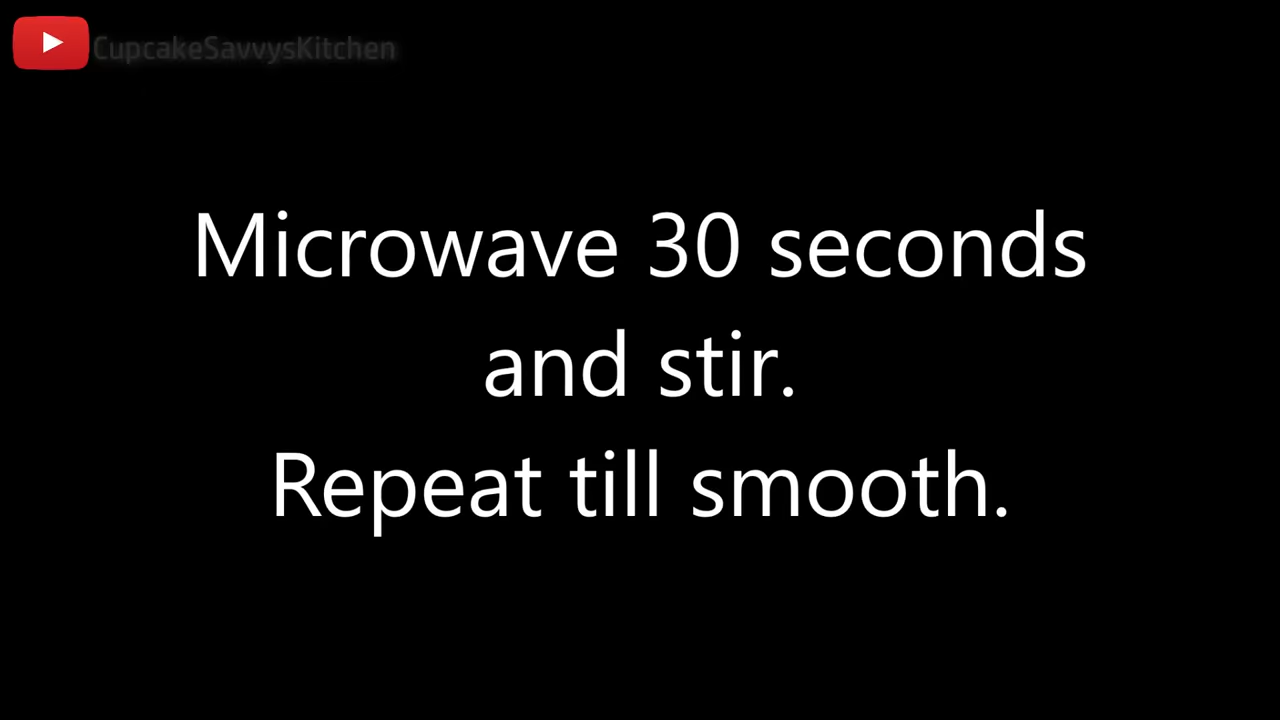 CupcakeSavvysKitchen
Microwave 30 seconds
and stir.
Repeat till smooth.